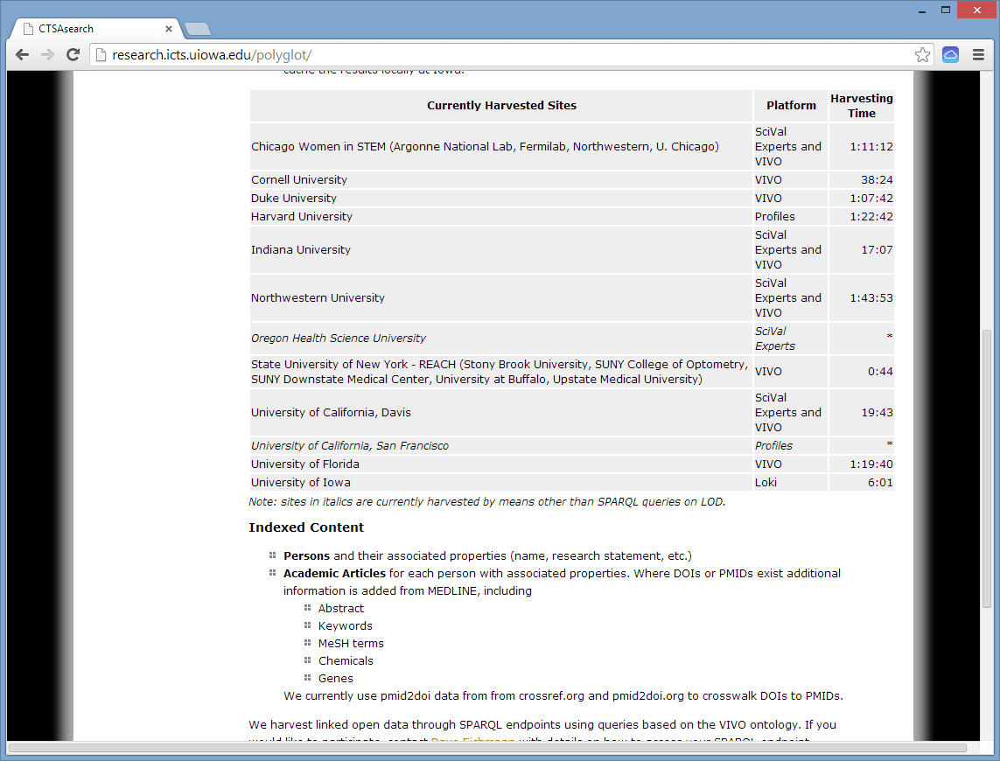 CTSAsearch
research.icts.uiowa.edu/polyglot/
cache the results locally at Iowa.
Currently Harvested Sites Platform Harvesting Time
Chicago Women in STEM (Argonne National Lab, Fermilab, Northwestern, U. Chicago) SciVal Experts and VIVO 1:11:12
Cornell University VIVO 38:24
Duke University VIVO 1:07:42
Harvard University Profiles 1:22:42
Indiana University SciVal Experts and VIVO 17:07
Northwestern University SciVal Experts and VIVO 1:43:53
Oregon Health Science University SciVal Experts *
State University of New York - REACH (Stony Brook University, SUNY College of Optometry,
SUNY Downstate Medical Center, University at Buffalo, Upstate Medical University) VIVO 0:44
University of California, Davis SciVal Experts and VIVO 19:43
University of California, San Francisco Profiles *
University of Florida VIVO 1:19:40
University of Iowa Loki 6:01
Note: sites in italics are currently harvested by means other than SPARQL queries on LOD.
Indexed Content
Persons and their associated properties (name, research statement, etc.)
Academic Articles for each person with associated properties. Where DOIs or PMIDs exist additional
information is added from MEDLINE, including
Abstract
Keywords
MeSH terms
Chemicals
Genes
We currently use pmid2doi data from from crossref.org and pmid2doi.org to crosswalk DOIs to PMIDs.
We harvest linked open data through SPARQL endpoints using queries based on the VIVO ontology. If you
would like to participate, contact Dave Eichmann with details on how to access your SPARQL endpoint.